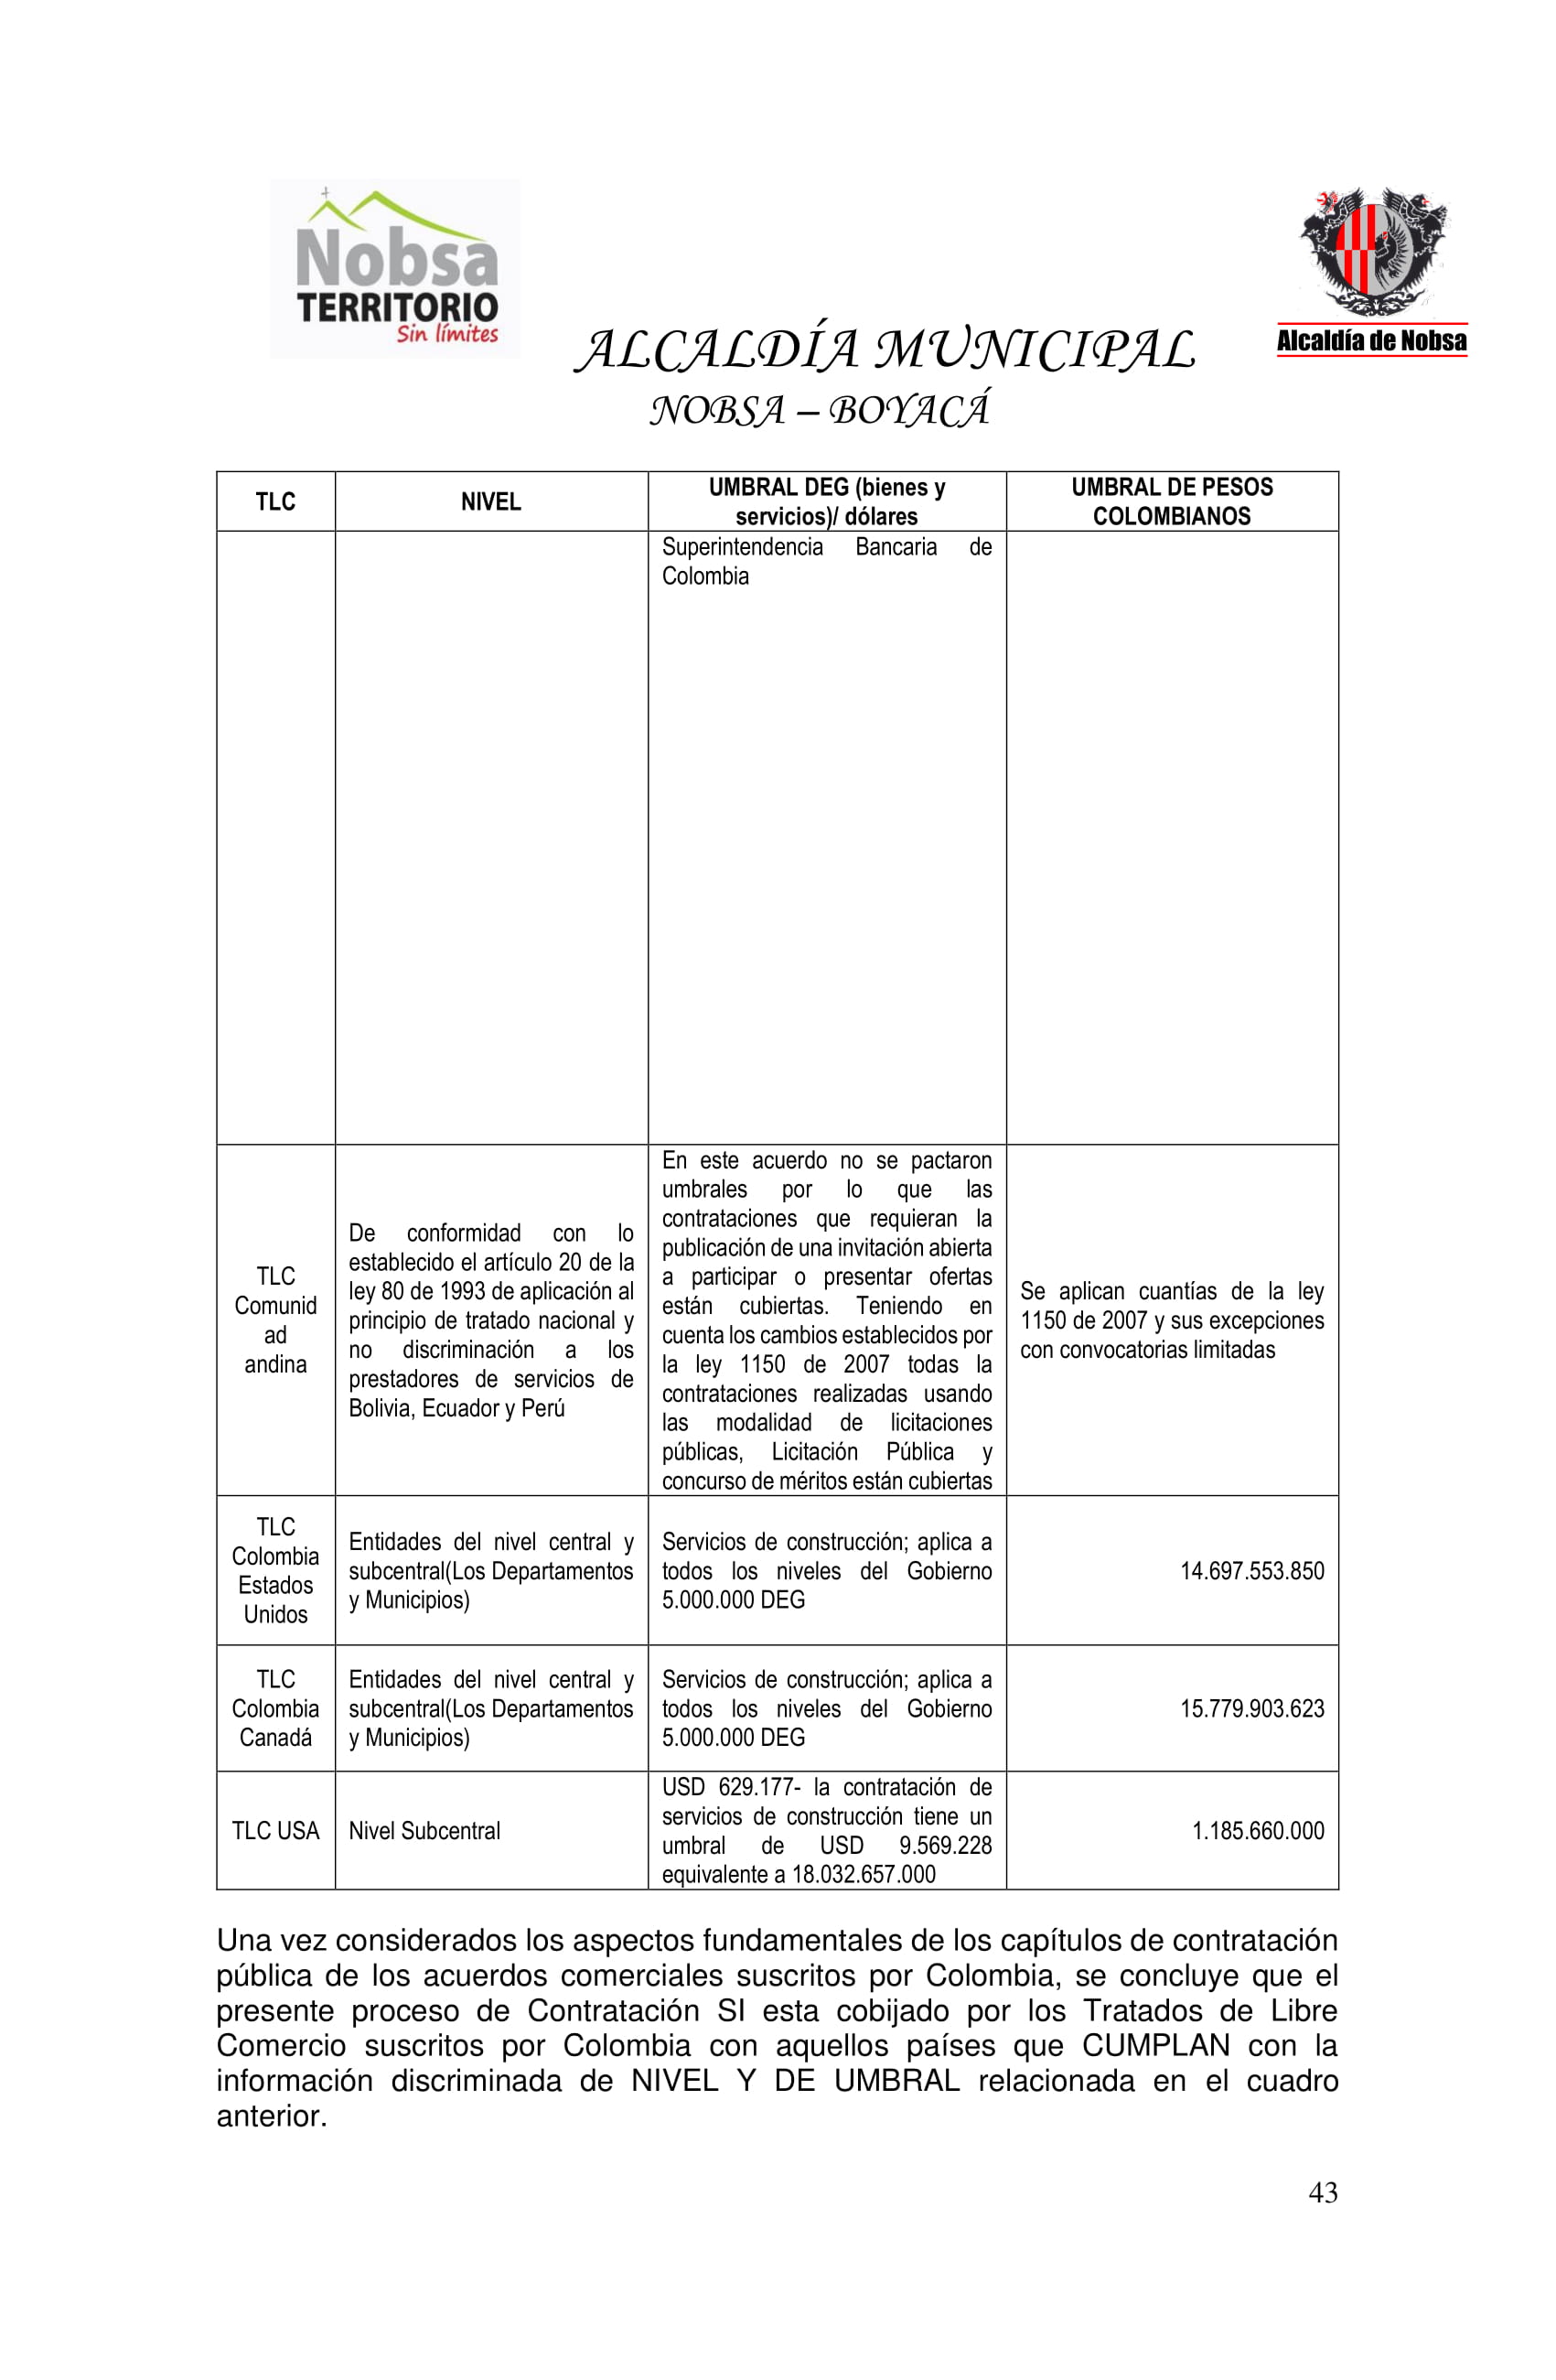 Nobsa
TERRITORIO
Sin límites
Alcaldía de Nobsa
ALCALDÍA MUNICIPAL
NOBSA – BOYACÁ
TLC
NIVEL
UMBRAL DEG (bienes y
servicios)/ dólares
UMBRAL DE PESOS
COLOMBIANOS
Superintendencia Bancaria de
Colombia
TLC
Comunid
ad
andina
De conformidad con lo
establecido el artículo 20 de la
ley 80 de 1993 de aplicación al
principio de tratado nacional y
no discriminación a los
prestadores de servicios de
Bolivia, Ecuador y Perú
En este acuerdo no se pactaron
umbrales por lo que las
contrataciones que requieran la
publicación de una invitación abierta
a participar o presentar ofertas
están cubiertas. Teniendo en
cuenta los cambios establecidos por
la ley 1150 de 2007 todas la
contrataciones realizadas usando
las modalidad de licitaciones
públicas, Licitación Pública y
concurso de méritos están cubiertas
Se aplican cuantías de la ley
1150 de 2007 y sus excepciones
con convocatorias limitadas
TLC
Colombia
Estados
Unidos
Entidades del nivel central y
subcentral(Los Departamentos
y Municipios)
Servicios de construcción; aplica a
todos los niveles del Gobierno
5.000.000 DEG
14.697.553.850
TLC
Colombia
Canadá
Entidades del nivel central y
subcentral(Los Departamentos
y Municipios)
Servicios de construcción; aplica a
todos los niveles del Gobierno
5.000.000 DEG
15.779.903.623
TLC USA
Nivel Subcentral
USD 629.177- la contratación de
servicios de construcción tiene un
umbral de USD 9.569.228
equivalente a 18.032.657.000
1.185.660.000
Una vez considerados los aspectos fundamentales de los capítulos de contratación
pública de los acuerdos comerciales suscritos por Colombia, se concluye que el
presente proceso de Contratación SI esta cobijado por los Tratados de Libre
Comercio suscritos por Colombia con aquellos países que CUMPLAN con la
información discriminada de NIVEL Y DE UMBRAL relacionada en el cuadro
anterior.
43